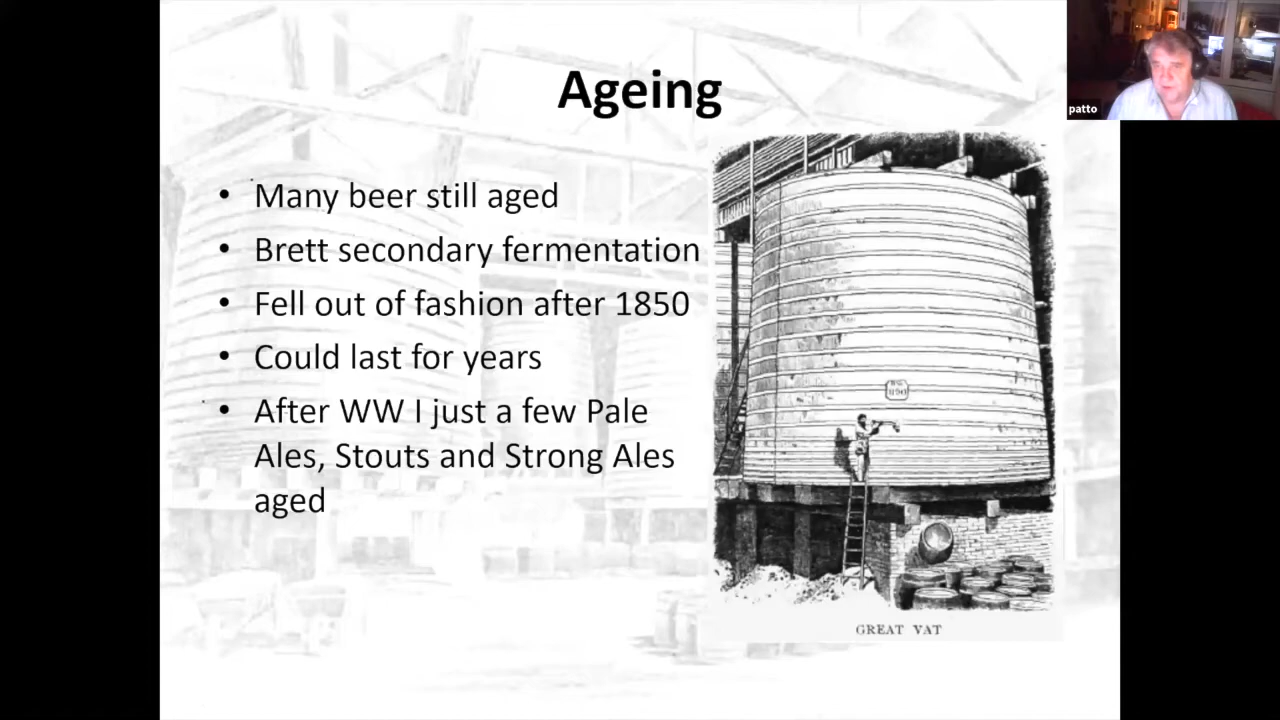 Ageing
patto
• Many beer still aged
• Brett secondary fermentation
• Fell out of fashion after 1850
• Could last for years
• After WW I just a few Pale
Ales, Stouts and Strong Ales
aged
GREAT VAT